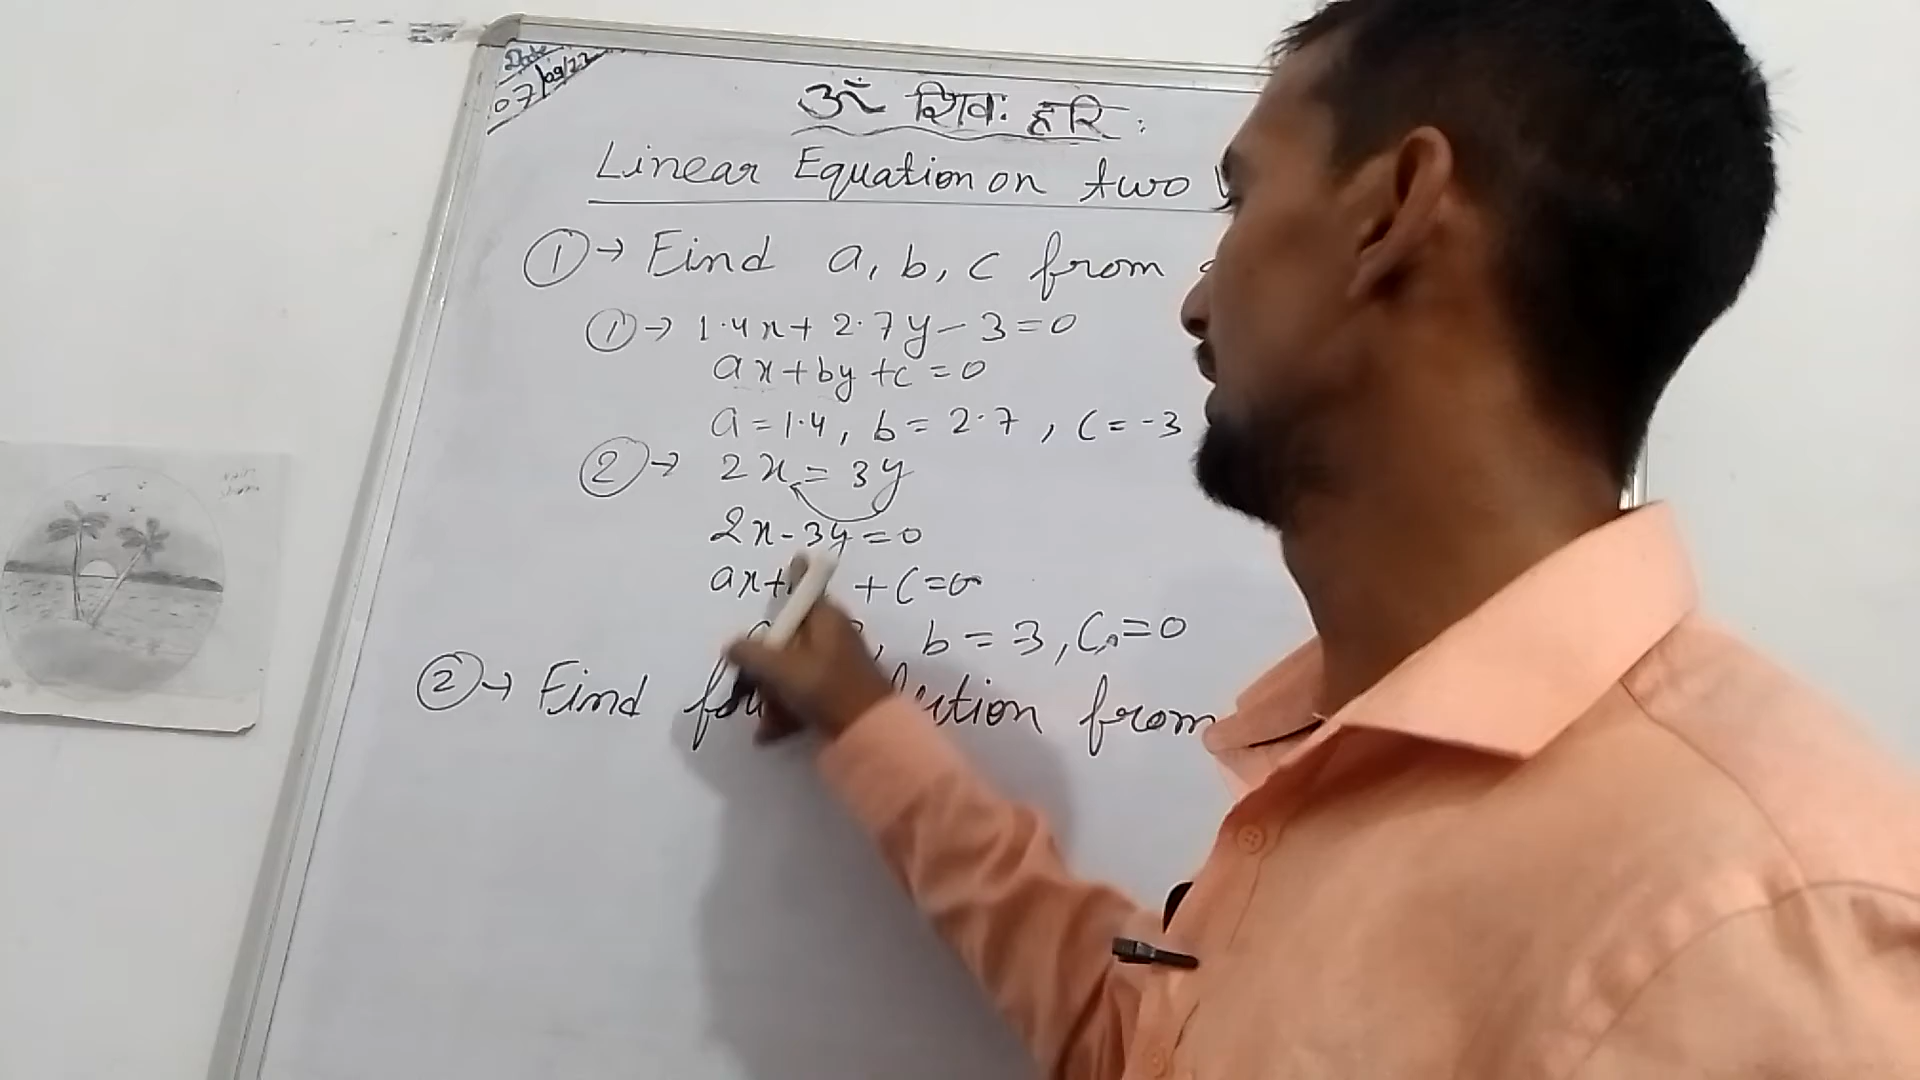 Date
07/09/22
ॐ शिव: हरि:
Linear Equation on two
① → Find a, b, c from
① → 1.4x + 2.7y - 3 = 0
ax + by + c = 0
a = 1.4, b = 2.7, c = -3
② → 2x = 3y
2x - 3y = 0
ax + + c = 0
, b = 3, c = 0
② → Find from